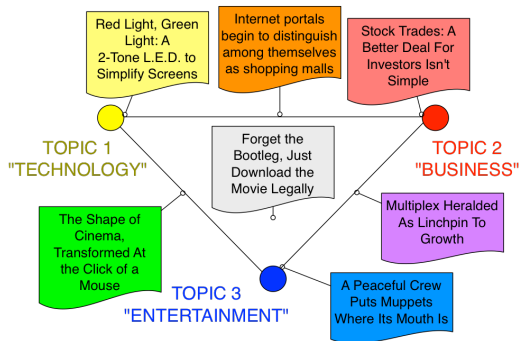 Red Light, Green
Light: A
2-Tone L.E.D. to
Simplify Screens
Internet portals
begin to distinguish
among themselves
as shopping malls
Stock Trades: A
Better Deal For
Investors Isn't
Simple
TOPIC 1
"TECHNOLOGY"
TOPIC 2
"BUSINESS"
Forget the
Bootleg, Just
Download the
Movie Legally
The Shape of
Cinema,
Transformed At
the Click of a
Mouse
Multiplex Heralded
As Linchpin To
Growth
TOPIC 3
"ENTERTAINMENT"
A Peaceful Crew
Puts Muppets
Where Its Mouth Is